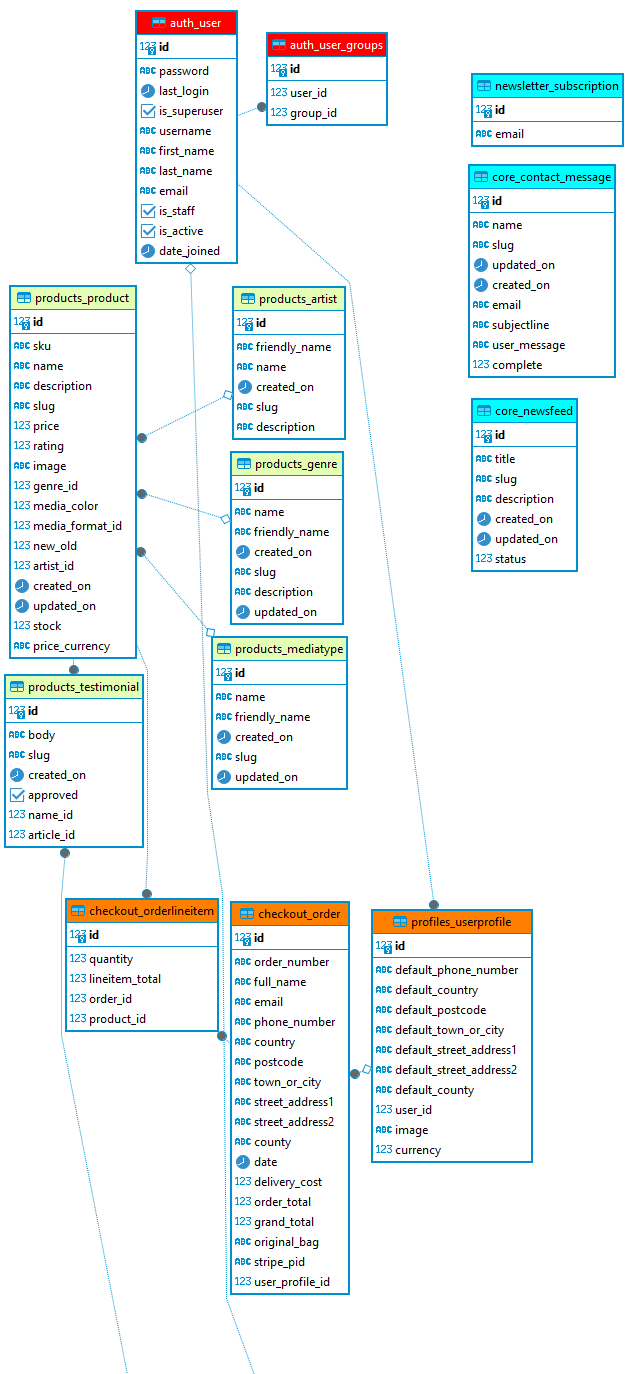 auth_user
123 id
ABC password
last_login
is_superuser
ABC username
ABC first_name
ABC last_name
ABC email
is_staff
is_active
date_joined
auth_user_groups
123 id
123 user_id
123 group_id
newsletter_subscription
123 id
ABC email
core_contact_message
123 id
ABC name
ABC slug
updated_on
created_on
ABC email
ABC subjectline
ABC user_message
123 complete
core_newsfeed
123 id
ABC title
ABC slug
ABC description
created_on
updated_on
123 status
products_product
123 id
ABC sku
ABC name
ABC description
ABC slug
123 price
123 rating
ABC image
123 genre_id
123 media_color
123 media_format_id
123 new_old
123 artist_id
created_on
updated_on
123 stock
ABC price_currency
products_artist
123 id
ABC friendly_name
ABC name
created_on
ABC slug
ABC description
products_genre
123 id
ABC name
ABC friendly_name
created_on
ABC slug
ABC description
updated_on
products_mediatype
123 id
ABC name
ABC friendly_name
created_on
ABC slug
updated_on
products_testimonial
123 id
ABC body
ABC slug
created_on
approved
123 name_id
123 article_id
checkout_orderlineitem
123 id
123 quantity
123 lineitem_total
123 order_id
123 product_id
checkout_order
123 id
ABC order_number
ABC full_name
ABC email
ABC phone_number
ABC country
ABC postcode
ABC town_or_city
ABC street_address1
ABC street_address2
ABC county
date
123 delivery_cost
123 order_total
123 grand_total
ABC original_bag
ABC stripe_pid
123 user_profile_id
profiles_userprofile
123 id
ABC default_phone_number
ABC default_country
ABC default_postcode
ABC default_town_or_city
ABC default_street_address1
ABC default_street_address2
ABC default_county
123 user_id
ABC image
123 currency